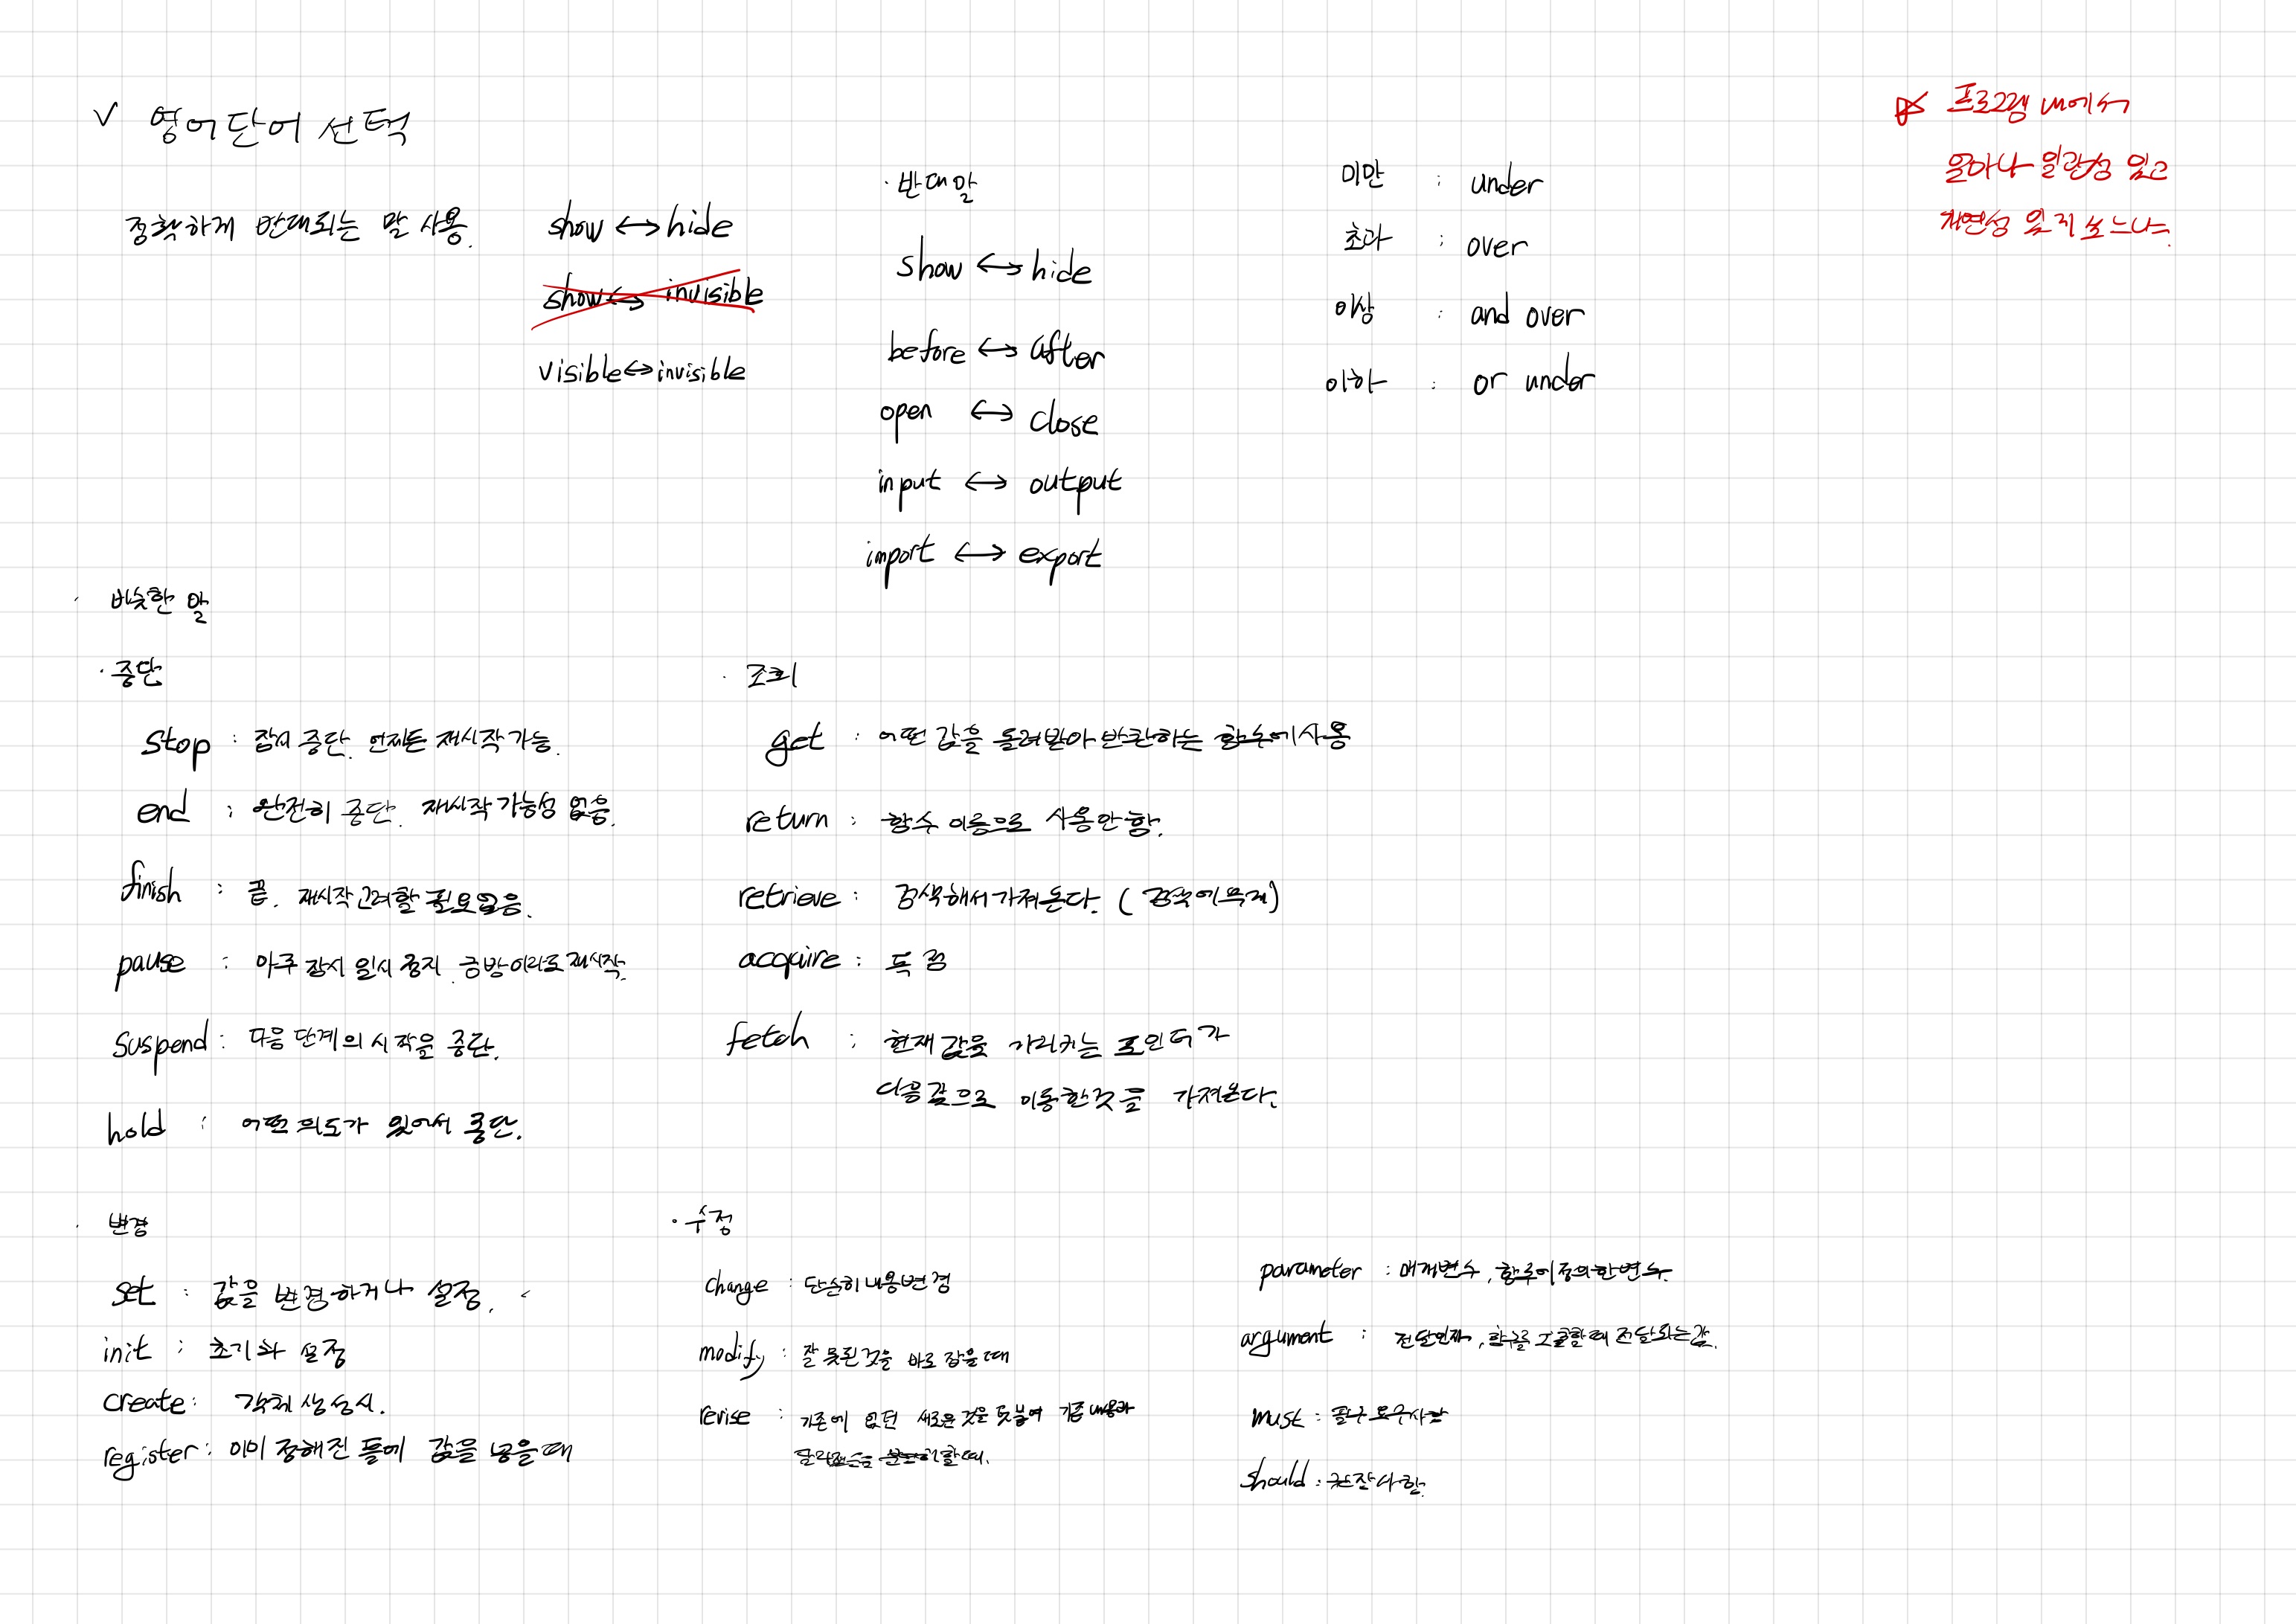 ✓ 영어단어 선택
정확하게 반대되는 말 사용.
show ↔ hide
show ↔ invisible
visible ↔ invisible
· 반대말
show ↔ hide
before ↔ after
open ↔ close
input ↔ output
import ↔ export
미만 : under
초과 : over
이상 : and over
이하 : or under
프로그램 내에서
얼마나 일관성 있고
있지 보느냐
· 비슷한 말
· 중단
stop : 잠시 중단. 언제든 재시작 가능.
end : 완전히 중단. 재시작 가능성 없음.
finish : 끝. 재시작 고려할 필요없음.
pause : 아주 잠시 일시 중지. 금방이라도 재시작.
suspend : 다음 단계의 시작을 중단.
hold : 어떤 의도가 있어서 중단.
· 조회
get : 어떤 값을 돌려받아 반환하는 함수에 사용
return : 함수 이름으로 사용안함.
retrieve : 검색해서 가져온다. (검색에 무게)
acquire : 독점
fetch : 현재 값을 가리키는 포인터가
다음값으로 이동한것을 가져온다.
· 변경
set : 값을 변경하거나 설정.
init : 초기화 설정
create : 객체 생성시.
register : 이미 정해진 틀에 값을 넣을 때
· 수정
change : 단순히 내용변경
modify : 잘 못된 것을 바로 잡을 때
revise : 기존에 없던 새로운 것을 덧붙여 기존 내용과
할때.
parameter : 매개변수, 함수에 정의한 변수.
argument : 전달인자, 함수를 호출할때 전달되는 값.
must : 필수 요구사항
should : 권장사항.